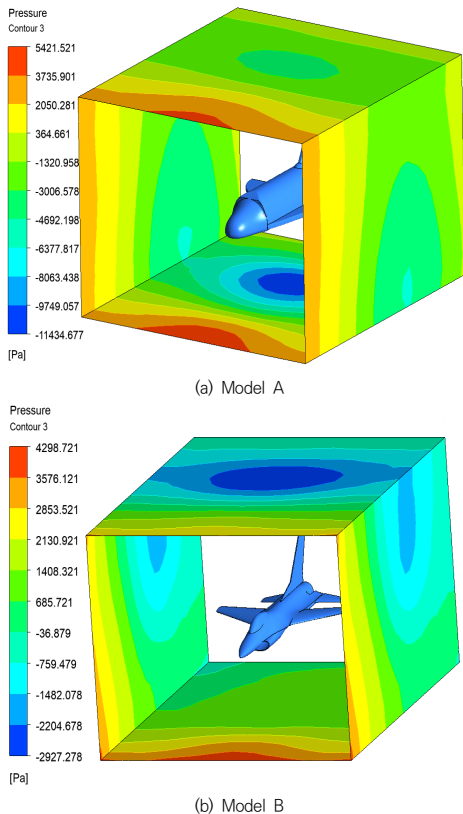 Pressure
Contour 3
5421.521
3735.901
2050.281
364.661
-1320.958
-3006.578
-4692.198
-6377.817
-8063.438
-9749.057
-11434.677
[Pa]
(a) Model A
Pressure
Contour 3
4298.721
3576.121
2853.521
2130.921
1408.321
685.721
-36.879
-759.479
-1482.078
-2204.678
-2927.278
[Pa]
(b) Model B